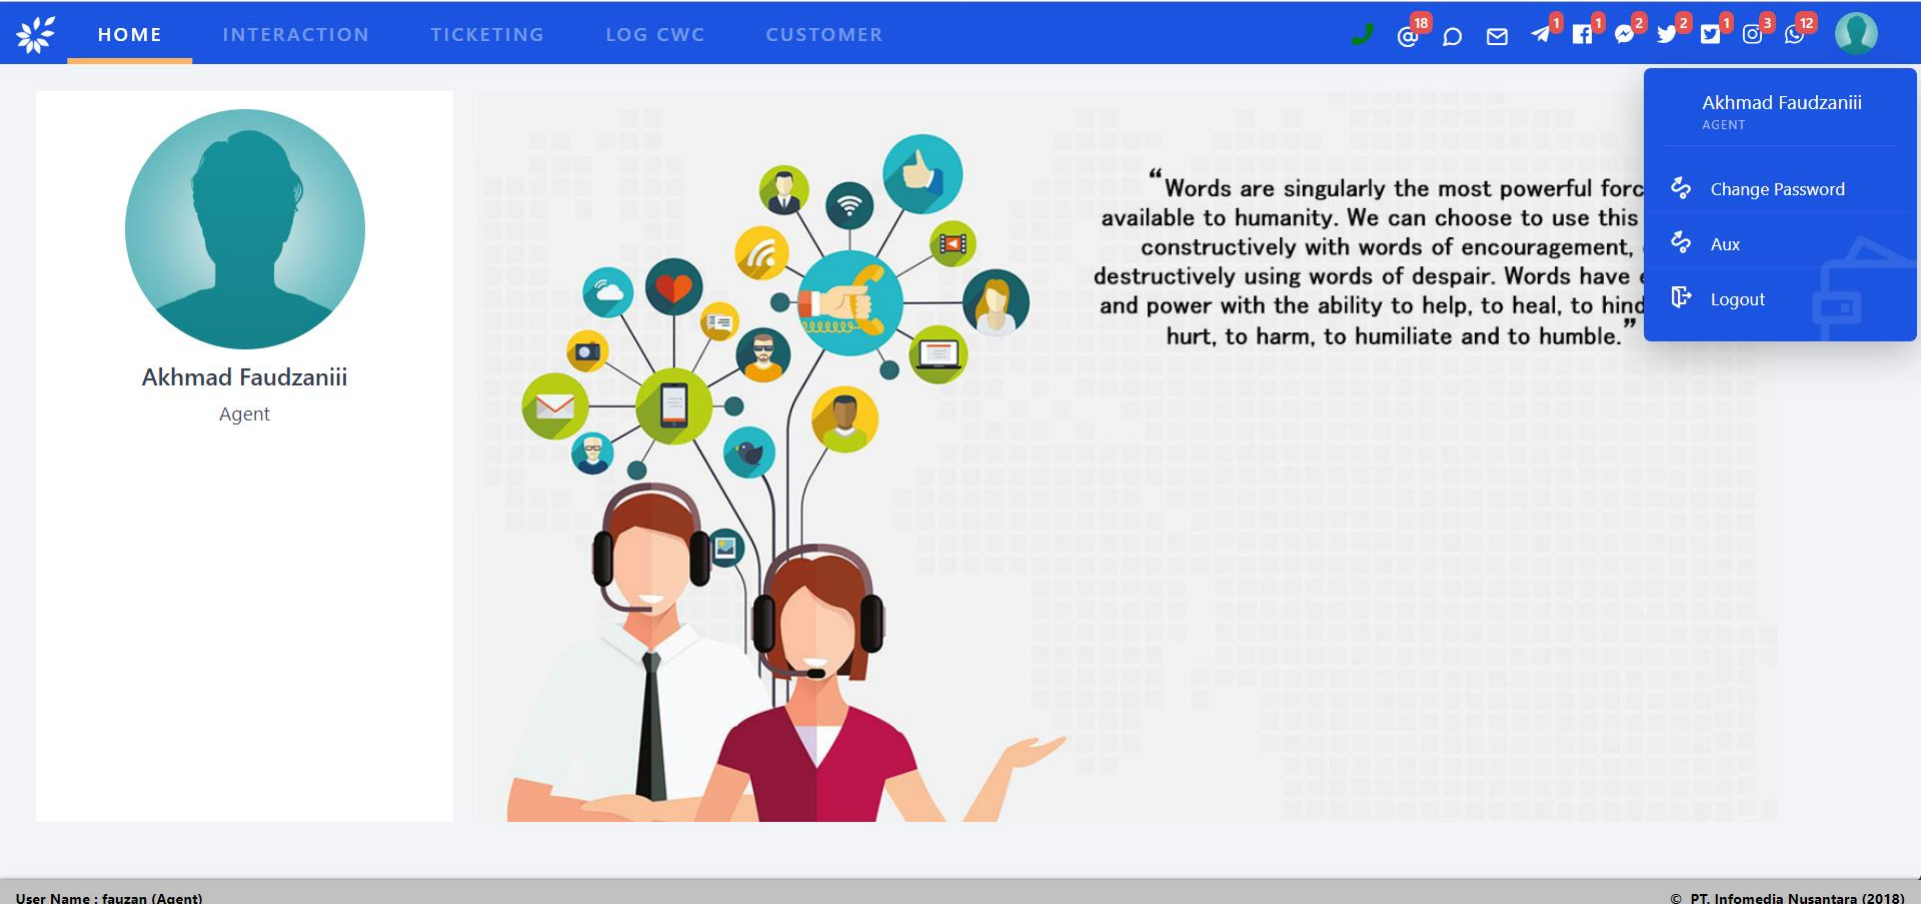 HOME INTERACTION TICKETING LOG CWC CUSTOMER 18 1 1 2 2 1 3 12
Akhmad Faudzaniii
AGENT
Change Password
Aux
Logout
Akhmad Faudzaniii
Agent
“Words are singularly the most powerful forc
available to humanity. We can choose to use this
constructively with words of encouragement,
destructively using words of despair. Words have
and power with the ability to help, to heal, to hind
hurt, to harm, to humiliate and to humble.”
User Name : fauzan (Agent)
© PT. Infomedia Nusantara (2018)